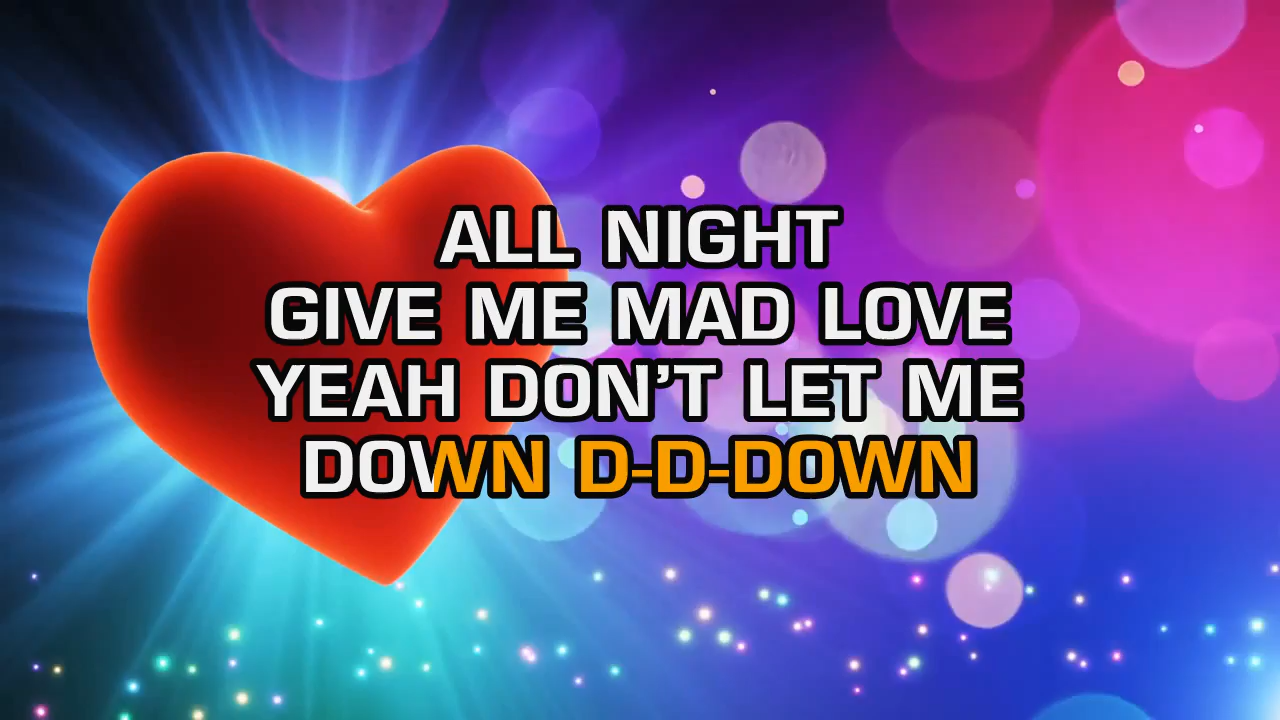 ALL NIGHT
GIVE ME MAD LOVE
YEAH DON'T LET ME
DOWN D-D-DOWN